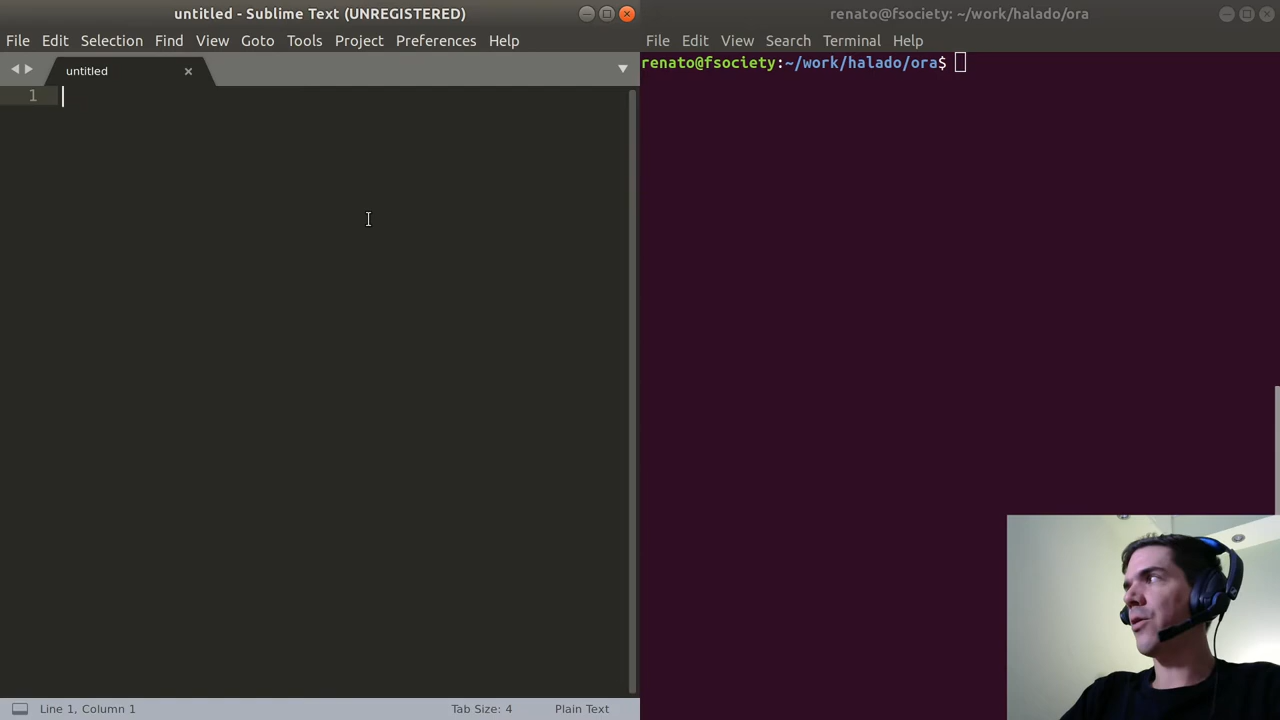 untitled - Sublime Text (UNREGISTERED)
File Edit Selection Find View Goto Tools Project Preferences Help
untitled
1
Line 1, Column 1
Tab Size: 4
Plain Text
renato@fsociety: ~/work/halado/ora
File Edit View Search Terminal Help
renato@fsociety:~/work/halado/ora$